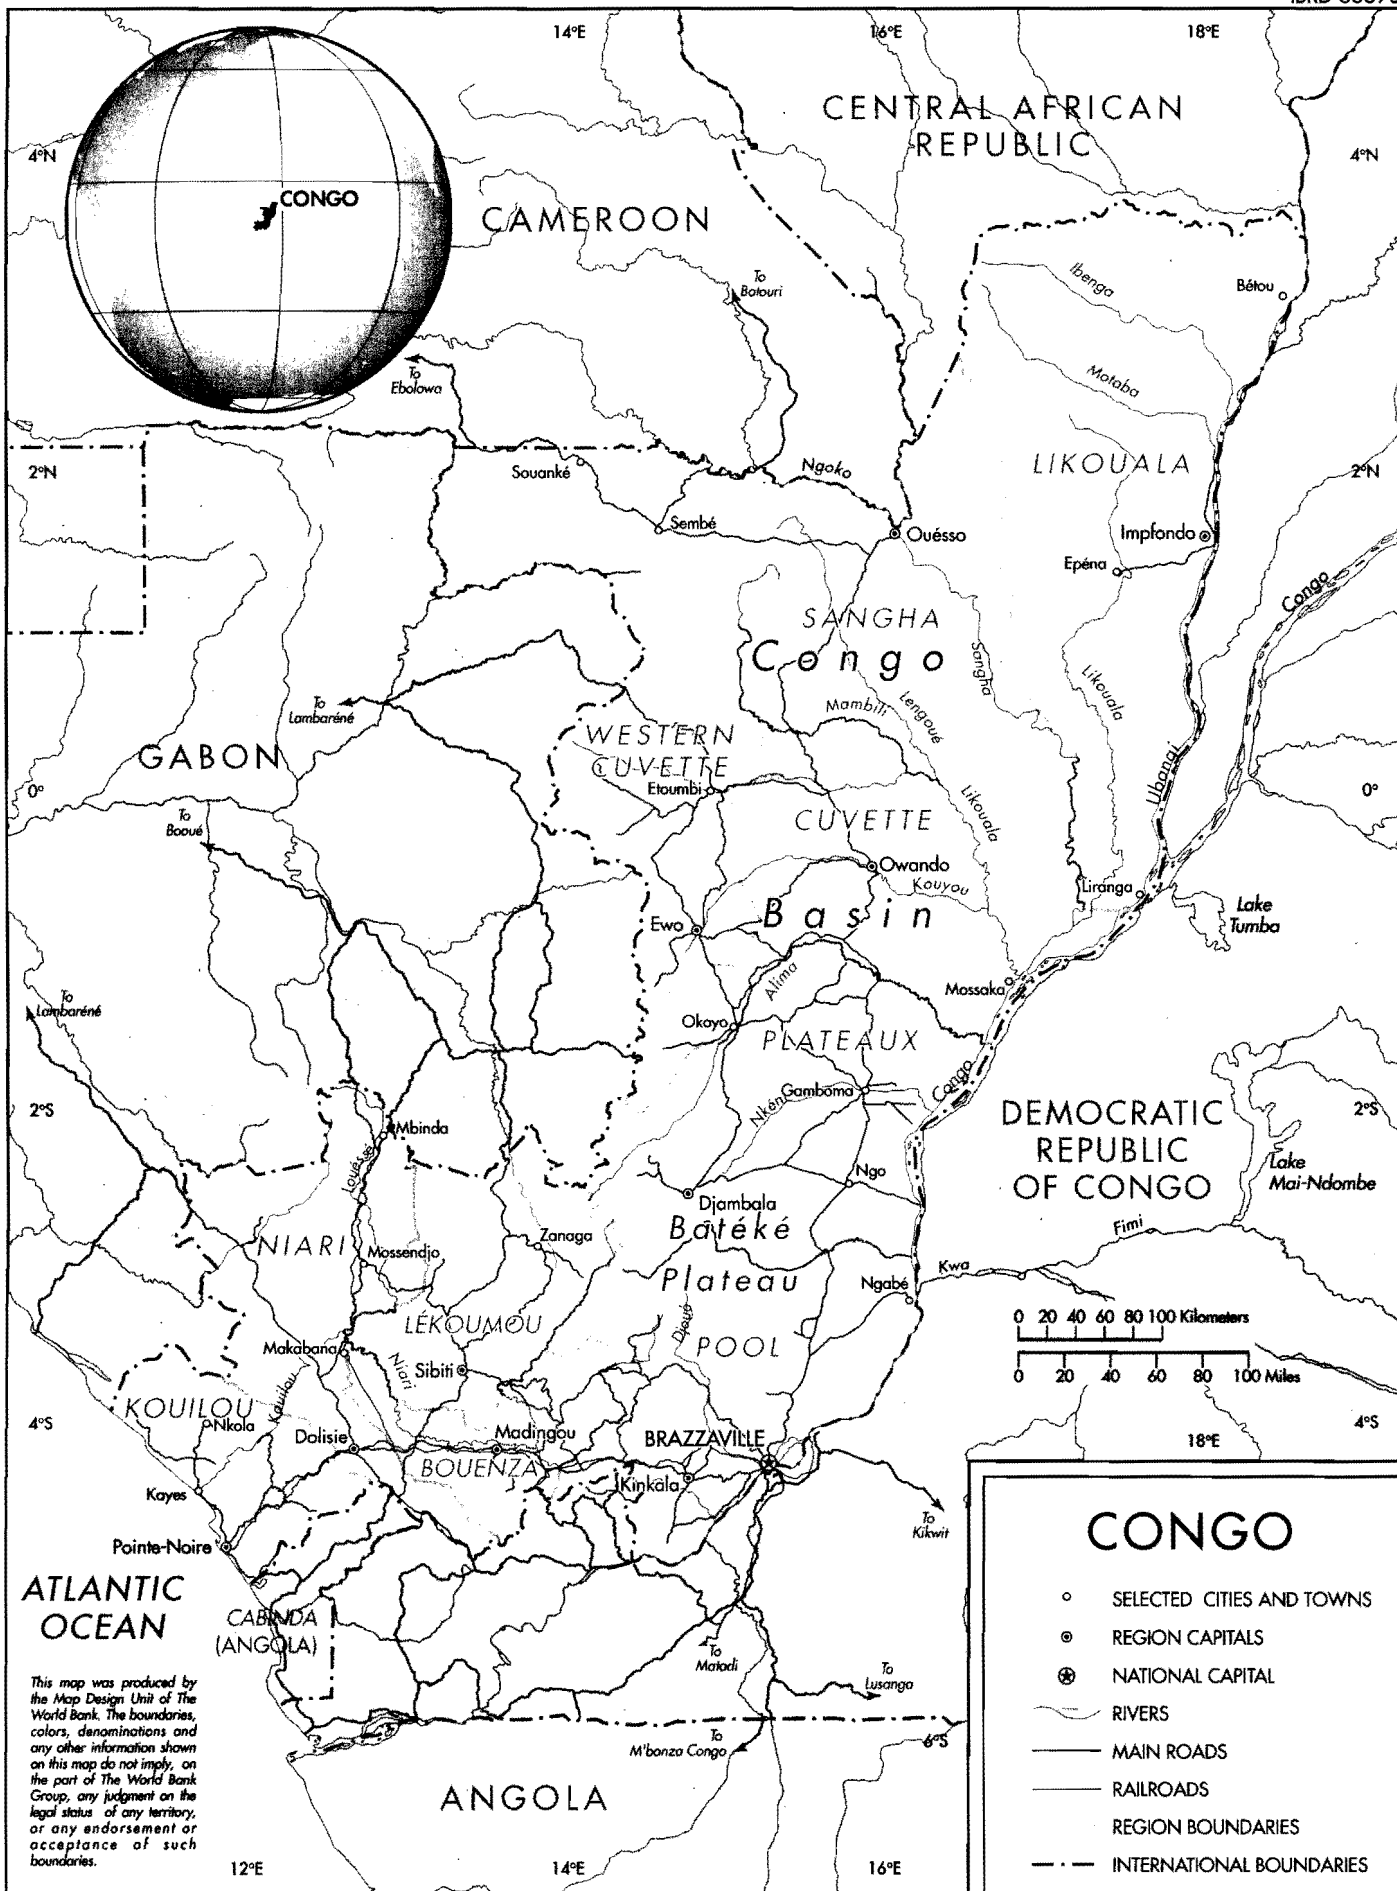 14°E
16°E
18°E
CENTRAL AFRICAN
REPUBLIC
4°N
4°N
CONGO
CAMEROON
To
Batouri
Ibenga
Bétou
To
Ebolowa
Motaba
2°N
Souanké
Ngoko
LIKOUALA
2°N
Sembé
Ouésso
Impfondo
Epéna
Congo
SANGHA
Congo
Sangha
Likouala
To
Lambaréné
Mambili
Lengoué
WESTERN
CUVETTE
GABON
Etoumbi
Ubangi
0°
0°
To
Booué
CUVETTE
Likouala
Owando
Kouyou
Liranga
Lake
Tumba
Basin
Ewo
Alima
Mossaka
To
Lambaréné
Okoyo
PLATEAUX
Congo
Gamboma
Nkéni
2°S
Mbinda
DEMOCRATIC
REPUBLIC
OF CONGO
2°S
Louéssé
Ngo
Lake
Mai-Ndombe
Djambala
Batéké
Plateau
Fimi
NIARI
Mossendjo
Zanaga
Kwa
Ngabé
LÉKOUMOU
Djoué
POOL
0 20 40 60 80 100 Kilometers
0 20 40 60 80 100 Miles
Makabana
Niari
Sibiti
KOUILOU
Kouilou
Nkola
4°S
4°S
Dolisie
Madingou
BRAZZAVILLE
18°E
BOUENZA
Kinkala
Kayes
To
Kikwit
Pointe-Noire
ATLANTIC
OCEAN
CABINDA
(ANGOLA)
To
Matadi
To
Lusanga
To
M'banza Congo
6°S
ANGOLA
12°E
14°E
16°E
This map was produced by
the Map Design Unit of The
World Bank. The boundaries,
colors, denominations and
any other information shown
on this map do not imply, on
the part of The World Bank
Group, any judgment on the
legal status of any territory,
or any endorsement or
acceptance of such
boundaries.
CONGO
SELECTED CITIES AND TOWNS
REGION CAPITALS
NATIONAL CAPITAL
RIVERS
MAIN ROADS
RAILROADS
REGION BOUNDARIES
INTERNATIONAL BOUNDARIES